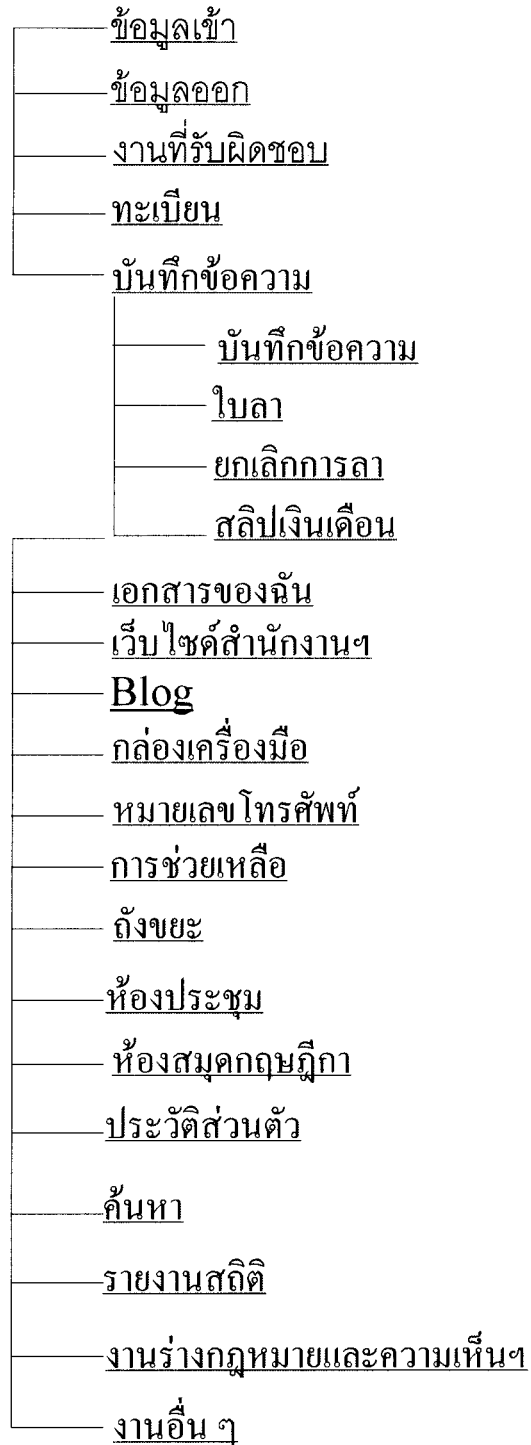 ข้อมูลเข้า
ข้อมูลออก
งานที่รับผิดชอบ
ทะเบียน
บันทึกข้อความ
บันทึกข้อความ
ใบลา
ยกเลิกการลา
สลิปเงินเดือน
เอกสารของฉัน
เว็บไซด์สำนักงานฯ
Blog
กล่องเครื่องมือ
หมายเลขโทรศัพท์
การช่วยเหลือ
ถังขยะ
ห้องประชุม
ห้องสมุดกฤษฎีกา
ประวัติส่วนตัว
ค้นหา
รายงานสถิติ
งานร่างกฎหมายและความเห็นฯ
งานอื่น ๆ